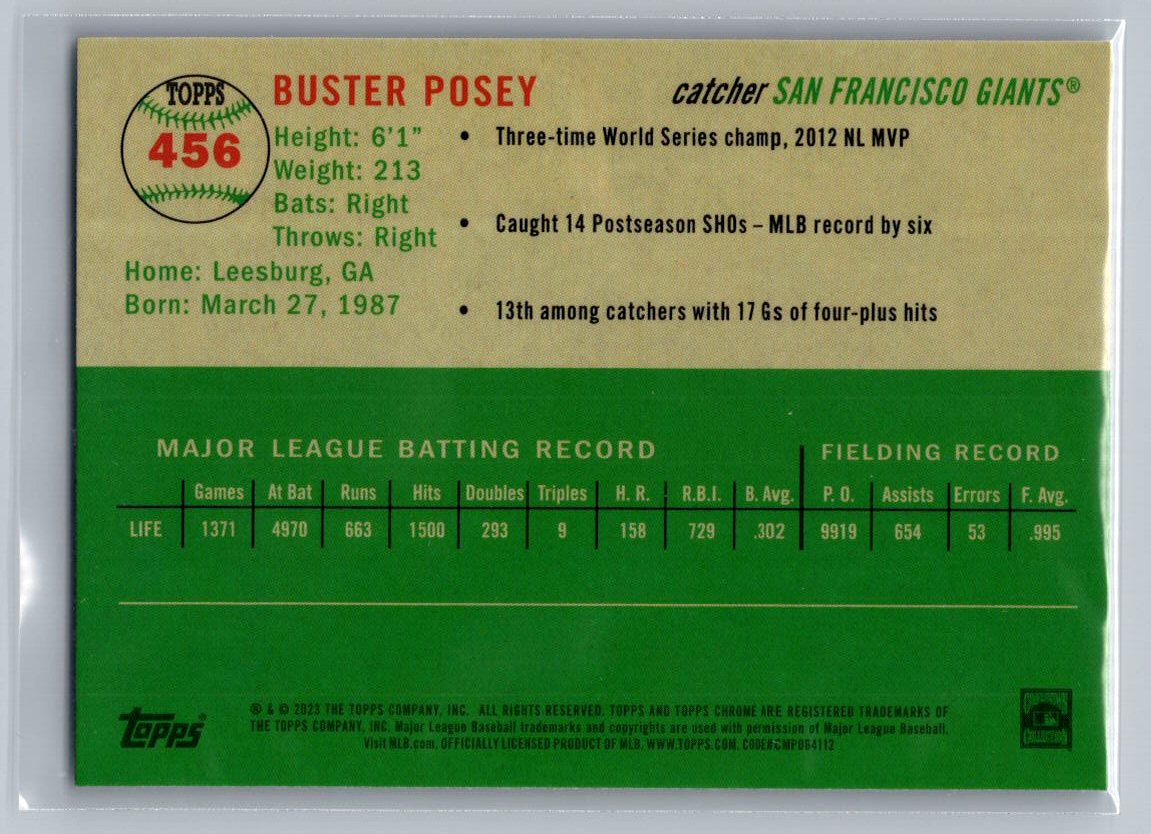 TOPPS
456
BUSTER POSEY
catcher SAN FRANCISCO GIANTS®
Height: 6'1"
Weight: 213
Bats: Right
Throws: Right
Home: Leesburg, GA
Born: March 27, 1987
• Three-time World Series champ, 2012 NL MVP
• Caught 14 Postseason SHOs – MLB record by six
• 13th among catchers with 17 Gs of four-plus hits
MAJOR LEAGUE BATTING RECORD FIELDING RECORD
Games At Bat Runs Hits Doubles Triples H. R. R.B.I. B. Avg. P. O. Assists Errors F. Avg.
LIFE 1371 4970 663 1500 293 9 158 729 .302 9919 654 53 .995
Topps®
® & © 2023 THE TOPPS COMPANY, INC. ALL RIGHTS RESERVED. TOPPS AND TOPPS CHROME ARE REGISTERED TRADEMARKS OF
THE TOPPS COMPANY, INC. Major League Baseball trademarks and copyrights are used with permission of Major League Baseball.
Visit MLB.com. OFFICIALLY LICENSED PRODUCT OF MLB. WWW.TOPPS.COM. CODE#CMP064112
COOPERSTOWN
COLLECTION